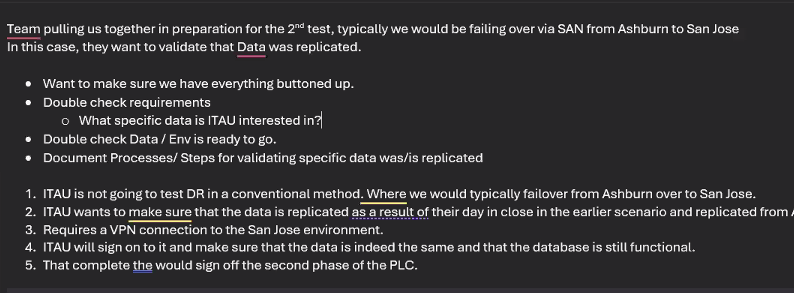 Team pulling us together in preparation for the 2nd test, typically we would be failing over via SAN from Ashburn to San Jose
In this case, they want to validate that Data was replicated.
• Want to make sure we have everything buttoned up.
• Double check requirements
o What specific data is ITAU interested in?
• Double check Data / Env is ready to go.
• Document Processes/ Steps for validating specific data was/is replicated
1. ITAU is not going to test DR in a conventional method. Where we would typically failover from Ashburn over to San Jose.
2. ITAU wants to make sure that the data is replicated as a result of their day in close in the earlier scenario and replicated from
3. Requires a VPN connection to the San Jose environment.
4. ITAU will sign on to it and make sure that the data is indeed the same and that the database is still functional.
5. That complete the would sign off the second phase of the PLC.